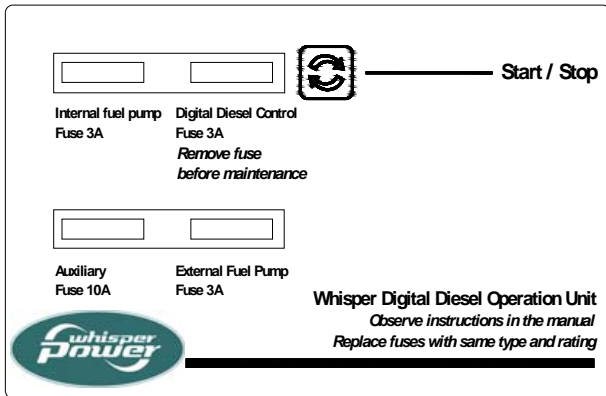 Start / Stop
Internal fuel pump
Fuse 3A
Digital Diesel Control
Fuse 3A
Remove fuse
before maintenance
Auxiliary
Fuse 10A
External Fuel Pump
Fuse 3A
Whisper Digital Diesel Operation Unit
Observe instructions in the manual
Replace fuses with same type and rating
whisper
Power